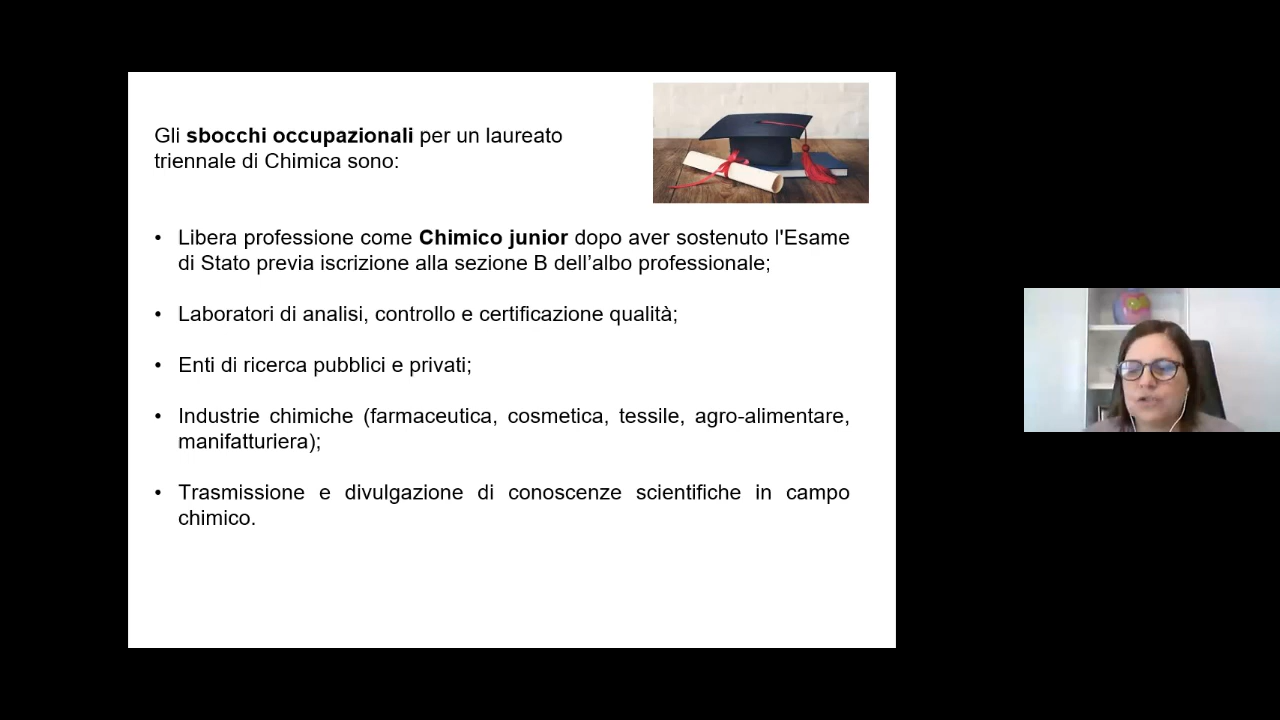 Gli sbocchi occupazionali per un laureato
triennale di Chimica sono:
• Libera professione come Chimico junior dopo aver sostenuto l'Esame
di Stato previa iscrizione alla sezione B dell’albo professionale;
• Laboratori di analisi, controllo e certificazione qualità;
• Enti di ricerca pubblici e privati;
• Industrie chimiche (farmaceutica, cosmetica, tessile, agro-alimentare,
manifatturiera);
• Trasmissione e divulgazione di conoscenze scientifiche in campo
chimico.